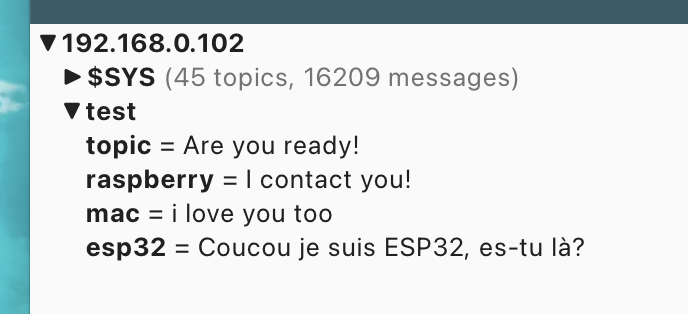 ▼ 192.168.0.102
▶ $SYS (45 topics, 16209 messages)
▼ test
topic = Are you ready!
raspberry = I contact you!
mac = i love you too
esp32 = Coucou je suis ESP32, es-tu là?